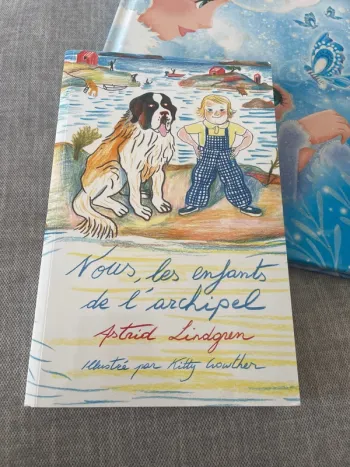 Nous, les enfants
de l'archipel
Astrid Lindgren
Illustré par Kitty Crowther